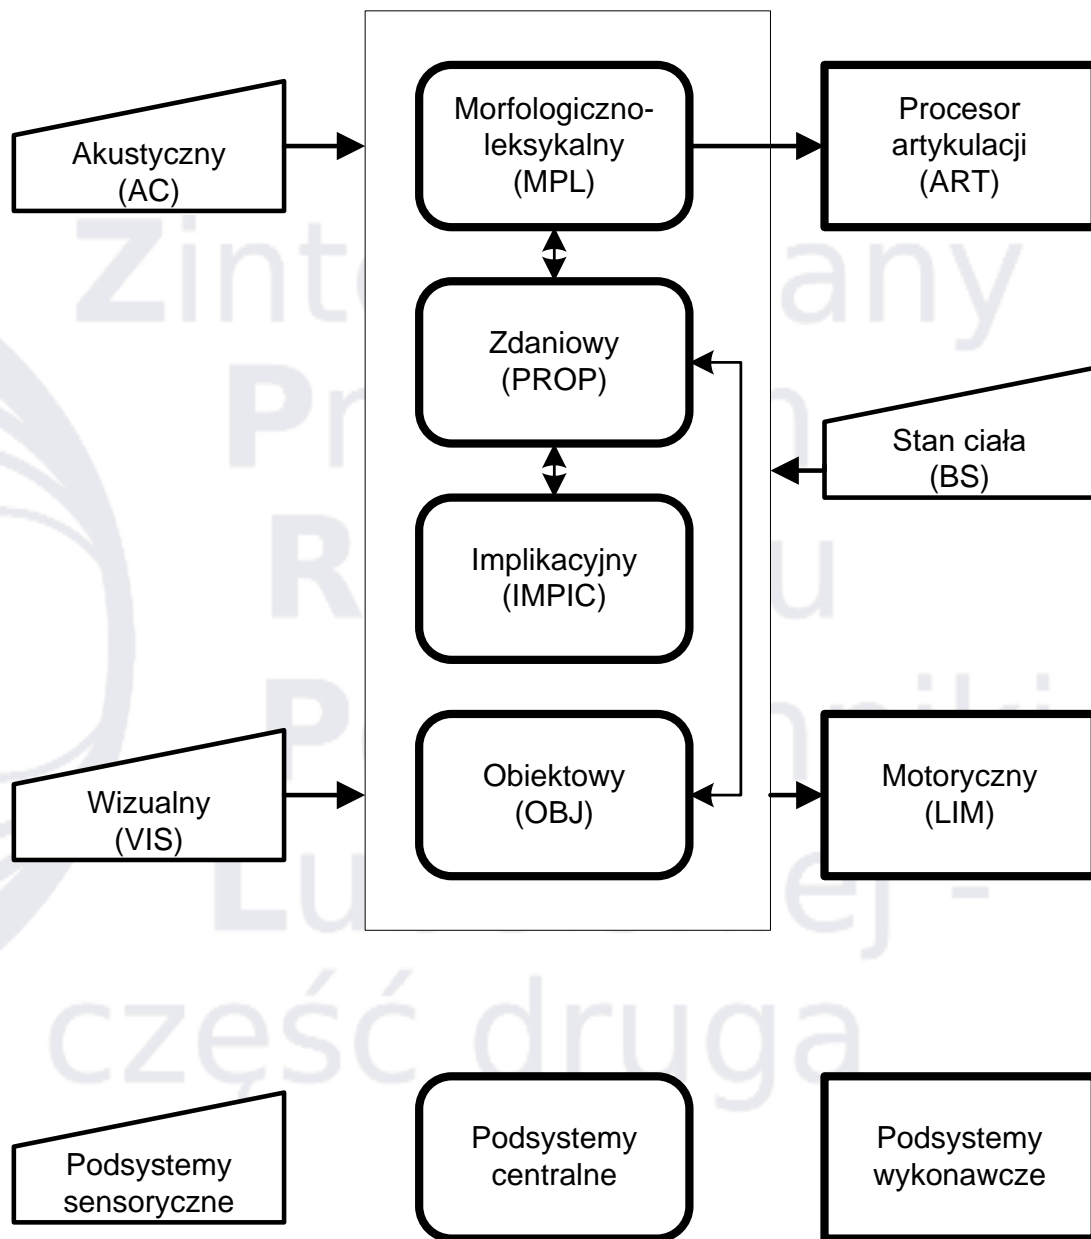 Akustyczny
(AC)
Morfologiczno-
leksykalny
(MPL)
Procesor
artykulacji
(ART)
Zdaniowy
(PROP)
Stan ciała
(BS)
Implikacyjny
(IMPIC)
Wizualny
(VIS)
Obiektowy
(OBJ)
Motoryczny
(LIM)
część druga
Podsystemy
sensoryczne
Podsystemy
centralne
Podsystemy
wykonawcze